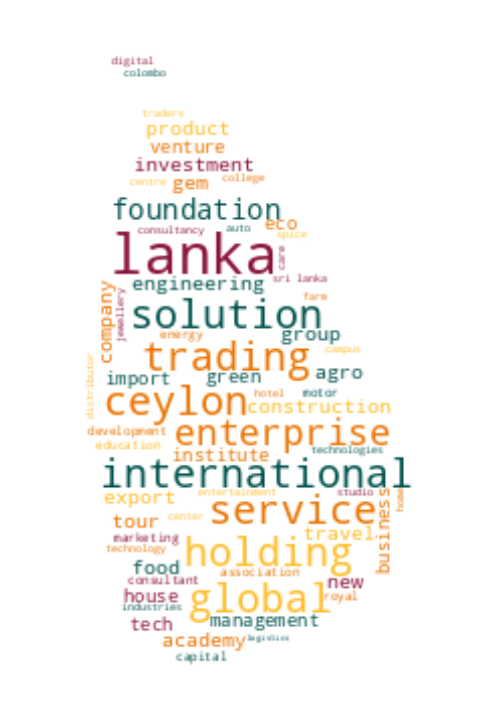 digital
colombo
traders
product
venture
investment
centre gem college
foundation
consultancy auto eco
spice
lanka
care
sri lanka
engineering
jewellery
company
farm
solution
energy group
trading
campus
distributor
import green agro
hotel motor
ceylon
construction
development enterprise
education
institute technologies
international
export entertainment studio
home
service
business
tour center
marketing travel
technology holding
food association
consultant new
house global royal
industries
tech management
academy logistics
capital